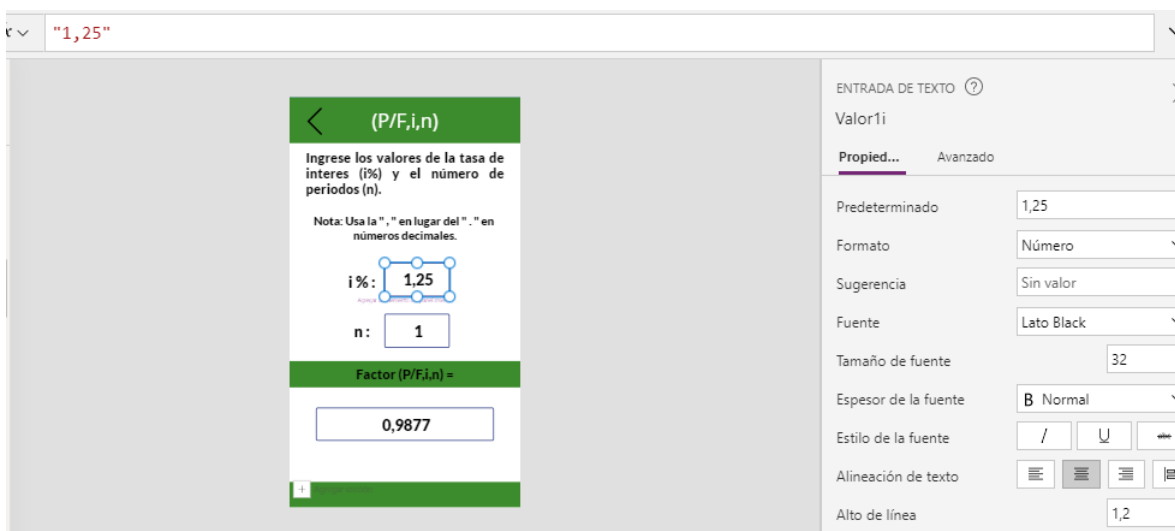 "1,25"
ENTRADA DE TEXTO
Valor1i
Propied... Avanzado
(P/F,i,n)
Ingrese los valores de la tasa de
interes (i%) y el número de
periodos (n).
Nota: Usa la " , " en lugar del " . " en
números decimales.
i % : 1,25
n : 1
Factor (P/F,i,n) =
0,9877
Predeterminado 1,25
Formato Número
Sugerencia Sin valor
Fuente Lato Black
Tamaño de fuente 32
Espesor de la fuente B Normal
Estilo de la fuente / U abc
Alineación de texto
Alto de línea 1,2